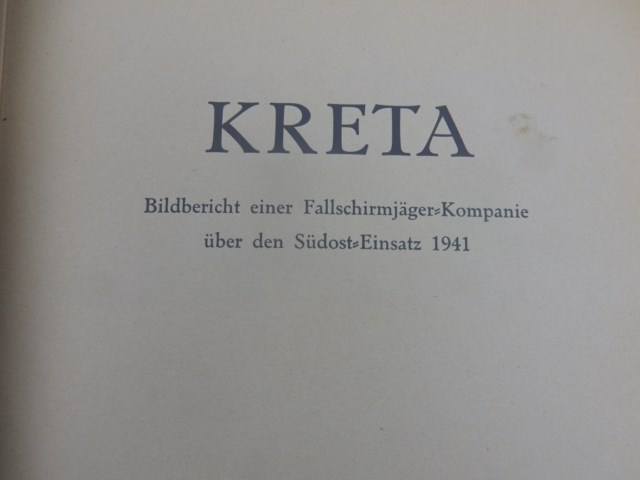 KRETA
Bildbericht einer Fallschirmjäger=Kompanie
über den Südost=Einsatz 1941